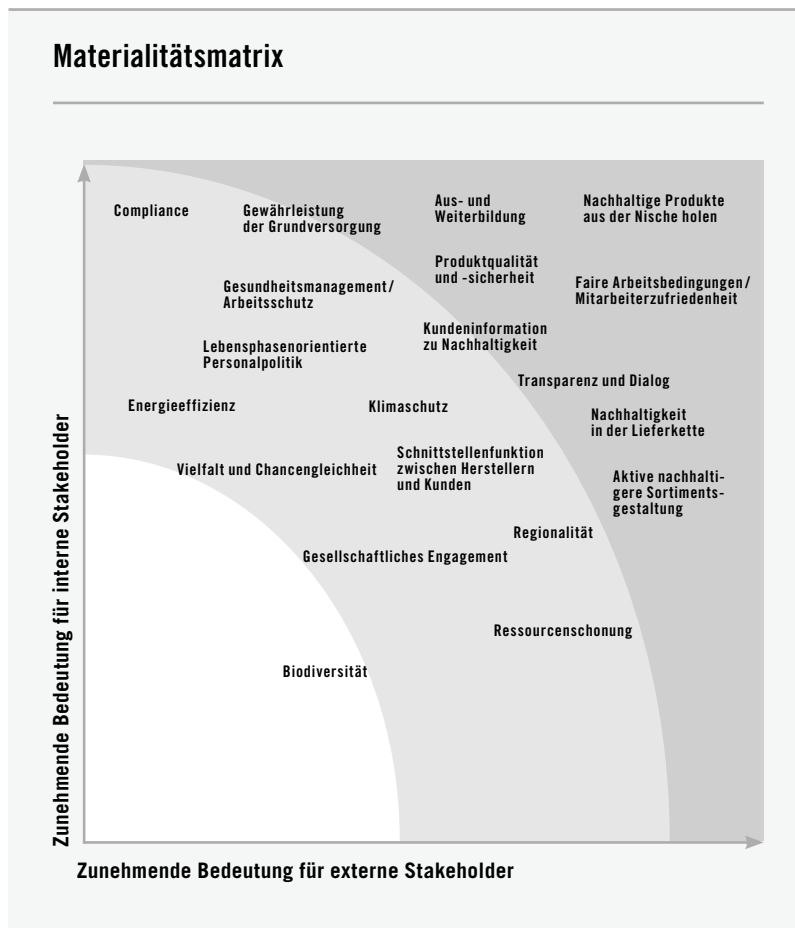 Materialitätsmatrix
Compliance
Gewährleistung
der Grundversorgung
Aus- und
Weiterbildung
Nachhaltige Produkte
aus der Nische holen
Produktqualität
und -sicherheit
Gesundheitsmanagement/
Arbeitsschutz
Faire Arbeitsbedingungen/
Mitarbeiterzufriedenheit
Kundeninformation
zu Nachhaltigkeit
Lebensphasenorientierte
Personalpolitik
Transparenz und Dialog
Energieeffizienz
Klimaschutz
Nachhaltigkeit
in der Lieferkette
Vielfalt und Chancengleichheit
Schnittstellenfunktion
zwischen Herstellern
und Kunden
Aktive nachhalti-
gere Sortiments-
gestaltung
Regionalität
Gesellschaftliches Engagement
Ressourcenschonung
Biodiversität
Zunehmende Bedeutung für interne Stakeholder
Zunehmende Bedeutung für externe Stakeholder